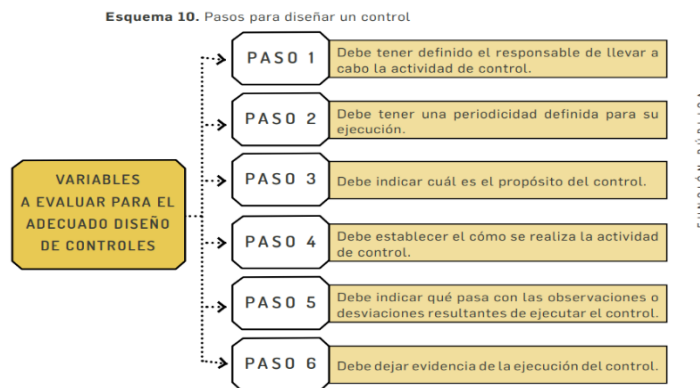 Esquema 10. Pasos para diseñar un control
VARIABLES
A EVALUAR PARA EL
ADECUADO DISEÑO
DE CONTROLES
PASO 1
Debe tener definido el responsable de llevar a
cabo la actividad de control.
PASO 2
Debe tener una periodicidad definida para su
ejecución.
PASO 3
Debe indicar cuál es el propósito del control.
PASO 4
Debe establecer el cómo se realiza la actividad
de control.
PASO 5
Debe indicar qué pasa con las observaciones o
desviaciones resultantes de ejecutar el control.
PASO 6
Debe dejar evidencia de la ejecución del control.
FUNCIÓN PÚBLICA